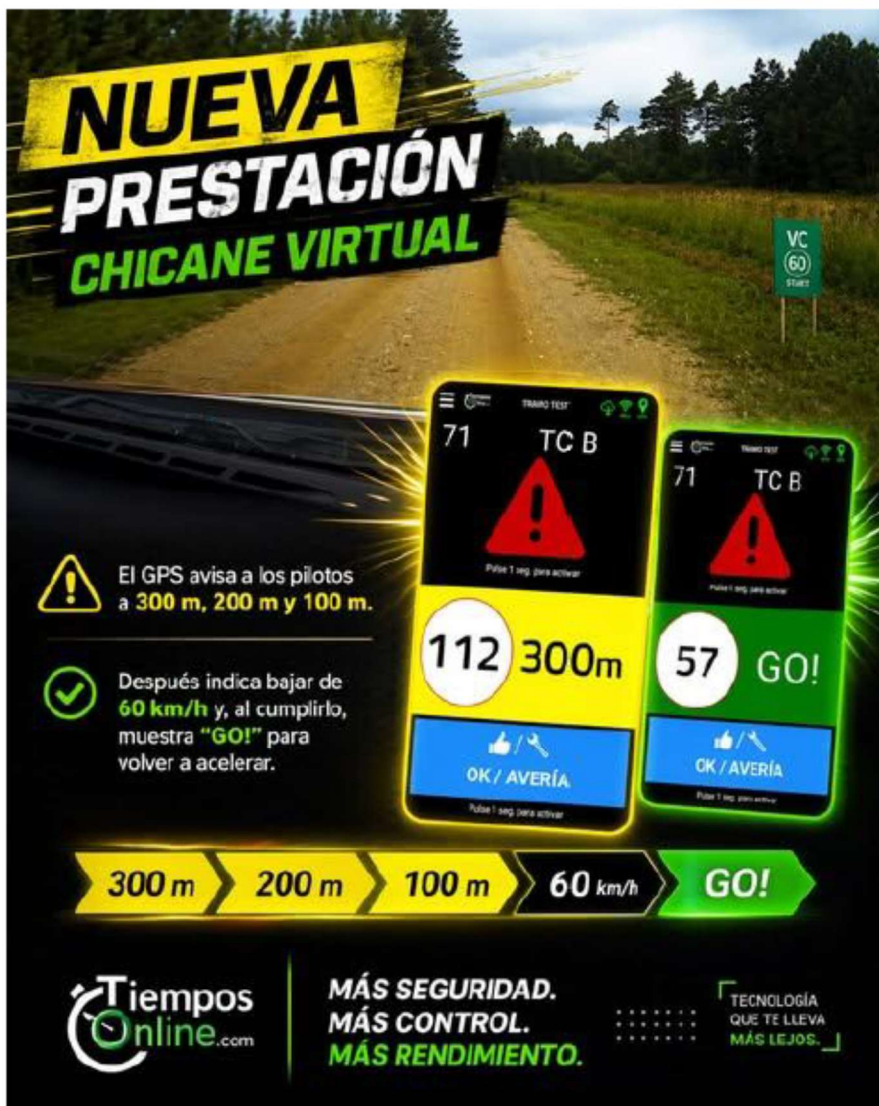 NUEVA
PRESTACIÓN
CHICANE VIRTUAL
VC
60
START
TRAMO TEST
71 TC B
Pulse 1 seg. para activar
112 300m
OK / AVERÍA
Pulse 1 seg. para activar
TRAMO TEST
71 TC B
Pulse 1 seg. para activar
57 GO!
OK / AVERÍA
Pulse 1 seg. para activar
El GPS avisa a los pilotos
a 300 m, 200 m y 100 m.
Después indica bajar de
60 km/h y, al cumplirlo,
muestra “GO!” para
volver a acelerar.
300 m 200 m 100 m 60 km/h GO!
Tiempos
Online.com
MÁS SEGURIDAD.
MÁS CONTROL.
MÁS RENDIMIENTO.
TECNOLOGÍA
QUE TE LLEVA
MÁS LEJOS.